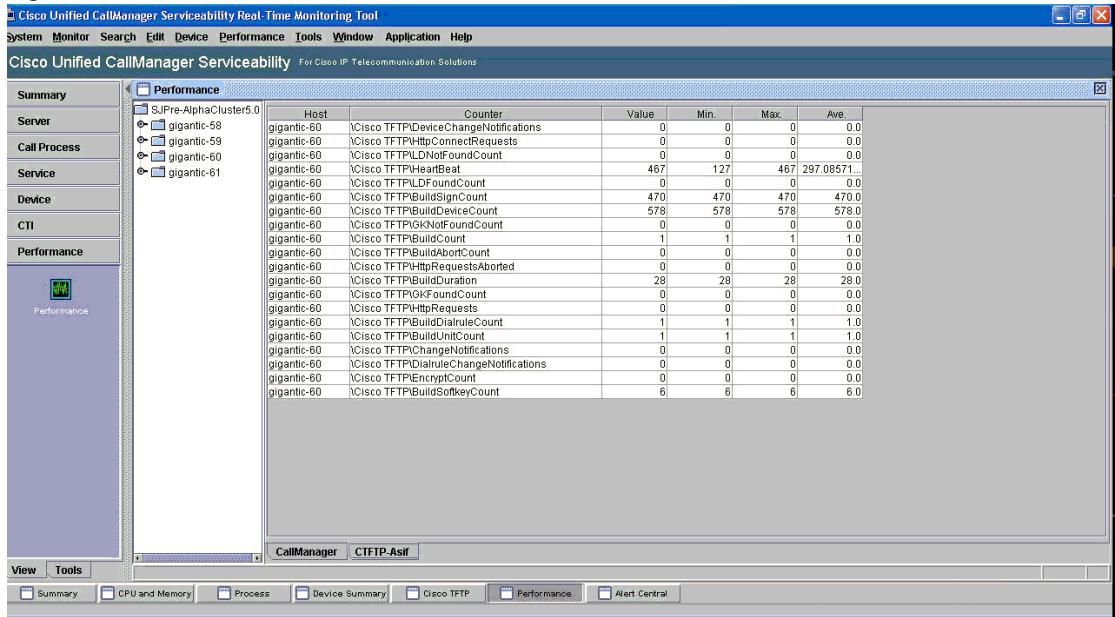 Cisco Unified CallManager Serviceability Real-Time Monitoring Tool
System Monitor Search Edit Device Performance Tools Window Application Help
Cisco Unified CallManager Serviceability For Cisco IP Telecommunication Solutions
Summary
Server
Call Process
Service
Device
CTI
Performance
Performance
Performance
SJPre-AlphaCluster5.0
gigantic-58
gigantic-59
gigantic-60
gigantic-61
Host Counter Value Min. Max. Ave.
gigantic-60 \Cisco TFTP\DeviceChangeNotifications 0 0 0 0.0
gigantic-60 \Cisco TFTP\HttpConnectRequests 0 0 0 0.0
gigantic-60 \Cisco TFTP\LDNotFoundCount 0 0 0 0.0
gigantic-60 \Cisco TFTP\HeartBeat 467 127 467 297.08571...
gigantic-60 \Cisco TFTP\LDFoundCount 0 0 0 0.0
gigantic-60 \Cisco TFTP\BuildSignCount 470 470 470 470.0
gigantic-60 \Cisco TFTP\BuildDeviceCount 578 578 578 578.0
gigantic-60 \Cisco TFTP\GKNotFoundCount 0 0 0 0.0
gigantic-60 \Cisco TFTP\BuildCount 1 1 1 1.0
gigantic-60 \Cisco TFTP\BuildAbortCount 0 0 0 0.0
gigantic-60 \Cisco TFTP\HttpRequestsAborted 0 0 0 0.0
gigantic-60 \Cisco TFTP\BuildDuration 28 28 28 28.0
gigantic-60 \Cisco TFTP\GKFoundCount 0 0 0 0.0
gigantic-60 \Cisco TFTP\HttpRequests 0 0 0 0.0
gigantic-60 \Cisco TFTP\BuildDialruleCount 1 1 1 1.0
gigantic-60 \Cisco TFTP\BuildUnitCount 1 1 1 1.0
gigantic-60 \Cisco TFTP\ChangeNotifications 0 0 0 0.0
gigantic-60 \Cisco TFTP\DialruleChangeNotifications 0 0 0 0.0
gigantic-60 \Cisco TFTP\EncryptCount 0 0 0 0.0
gigantic-60 \Cisco TFTP\BuildSoftkeyCount 6 6 6 6.0
CallManager CTFTP-Asif
View Tools
Summary CPU and Memory Process Device Summary Cisco TFTP Performance Alert Central